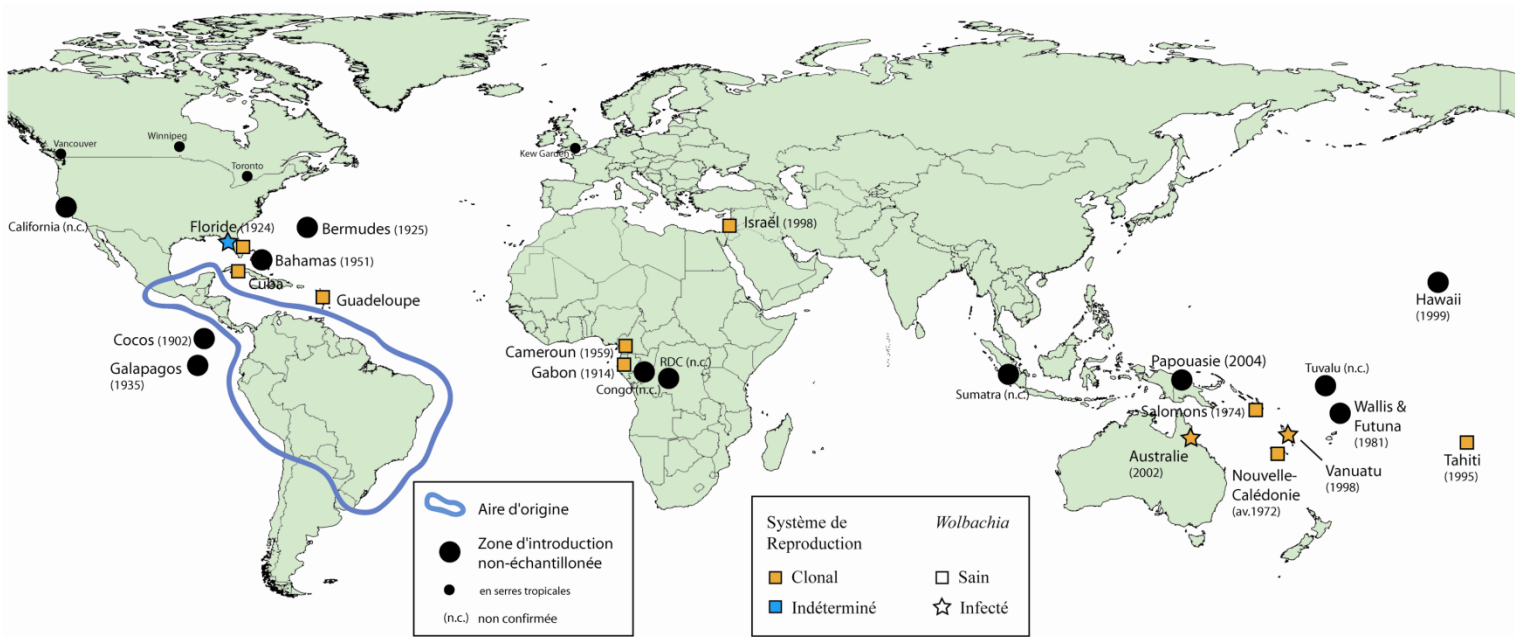 Vancouver
Winnipeg
Toronto
Kew Garden
California (n.c.)
Floride (1924)
Bermudes (1925)
Israël (1998)
Bahamas (1951)
Cuba
Guadeloupe
Hawaii
(1999)
Cocos (1902)
Galapagos
(1935)
Cameroun (1959)
Gabon (1914)
RDC (n.c.)
Congo (n.c.)
Sumatra (n.c.)
Papouasie (2004)
Tuvalu (n.c.)
Salomons (1974)
Wallis &
Futuna
(1981)
Australie
(2002)
Nouvelle-
Calédonie
(av.1972)
Vanuatu
(1998)
Tahiti
(1995)
Aire d'origine
Zone d'introduction
non-échantillonée
en serres tropicales
(n.c.) non confirmée
Système de
Reproduction
Clonal
Indéterminé
Wolbachia
Sain
Infecté